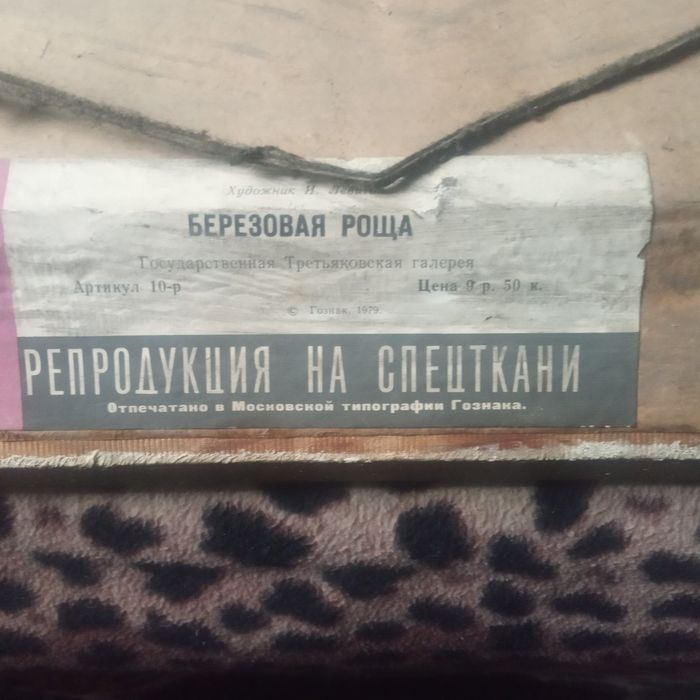 Художник И.
БЕРЕЗОВАЯ РОЩА
Государственная Третьяковская галерея
Артикул 10-р Цена 9 р. 50 к.
© Гознак. 1979.
РЕПРОДУКЦИЯ НА СПЕЦТКАНИ
Отпечатано в Московской типографии Гознака.